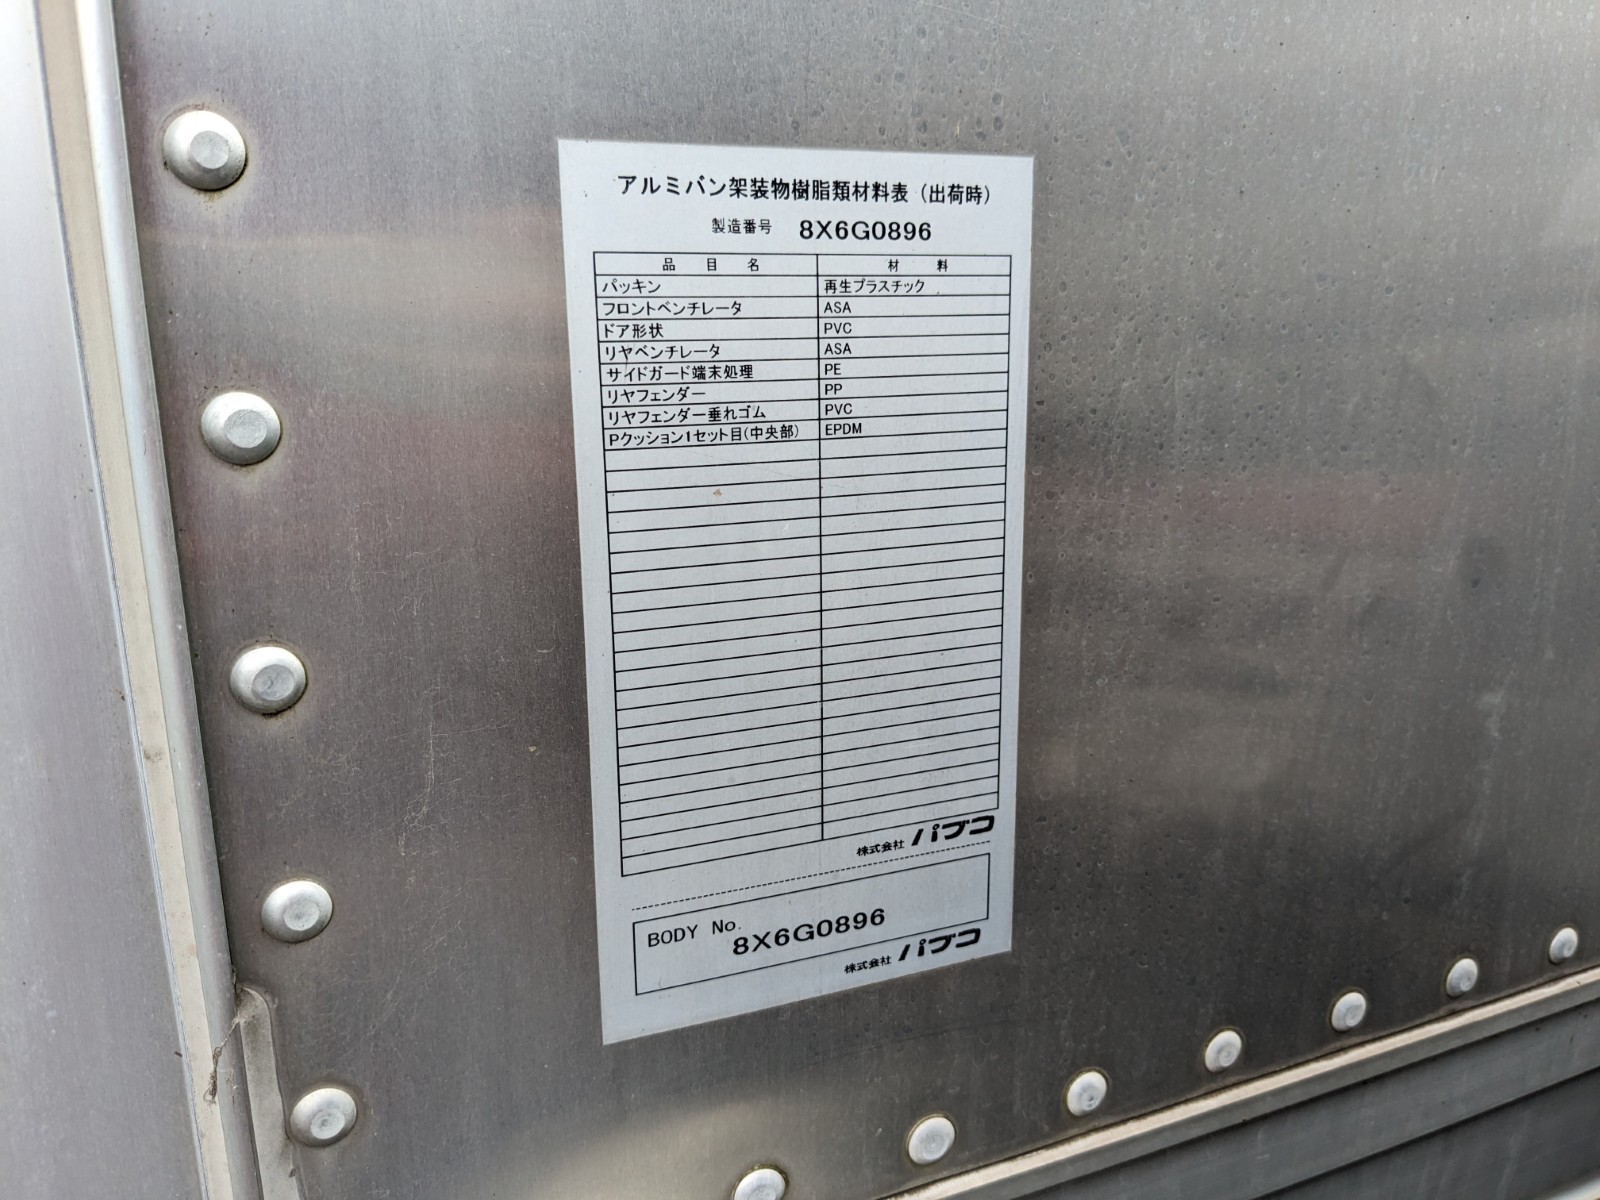 アルミバン架装物樹脂類材料表（出荷時）
製造番号 8X6G0896
品目名 材料
パッキン 再生プラスチック
フロントベンチレータ ASA
ドア形状 PVC
リヤベンチレータ ASA
サイドガード端末処理 PE
リヤフェンダー PP
リヤフェンダー垂れゴム PVC
Pクッション1セット目(中央部) EPDM
株式会社 パブコ
BODY No. 8X6G0896
株式会社 パブコ